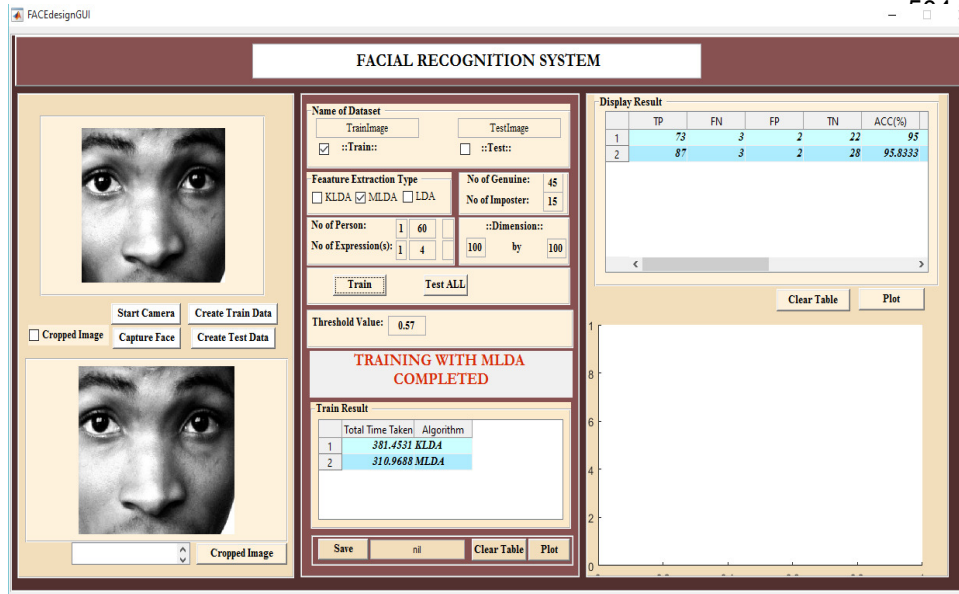 FACEdesignGUI
FACIAL RECOGNITION SYSTEM
Start Camera
Create Train Data
Cropped Image
Capture Face
Create Test Data
Cropped Image
Name of Dataset
TrainImage
TestImage
::Train::
::Test::
Feaature Extraction Type
KLDA MLDA LDA
No of Genuine: 45
No of Imposter: 15
No of Person: 1 60
No of Expression(s): 1 4
::Dimension::
100 by 100
Train
Test ALL
Threshold Value: 0.57
TRAINING WITH MLDA
COMPLETED
Train Result
Total Time Taken Algorithm
1 381.4531 KLDA
2 310.9688 MLDA
Save
nil
Clear Table
Plot
Display Result
TP FN FP TN ACC(%)
1 73 3 2 22 95
2 87 3 2 28 95.8333
Clear Table
Plot
1
8
6
4
2
0